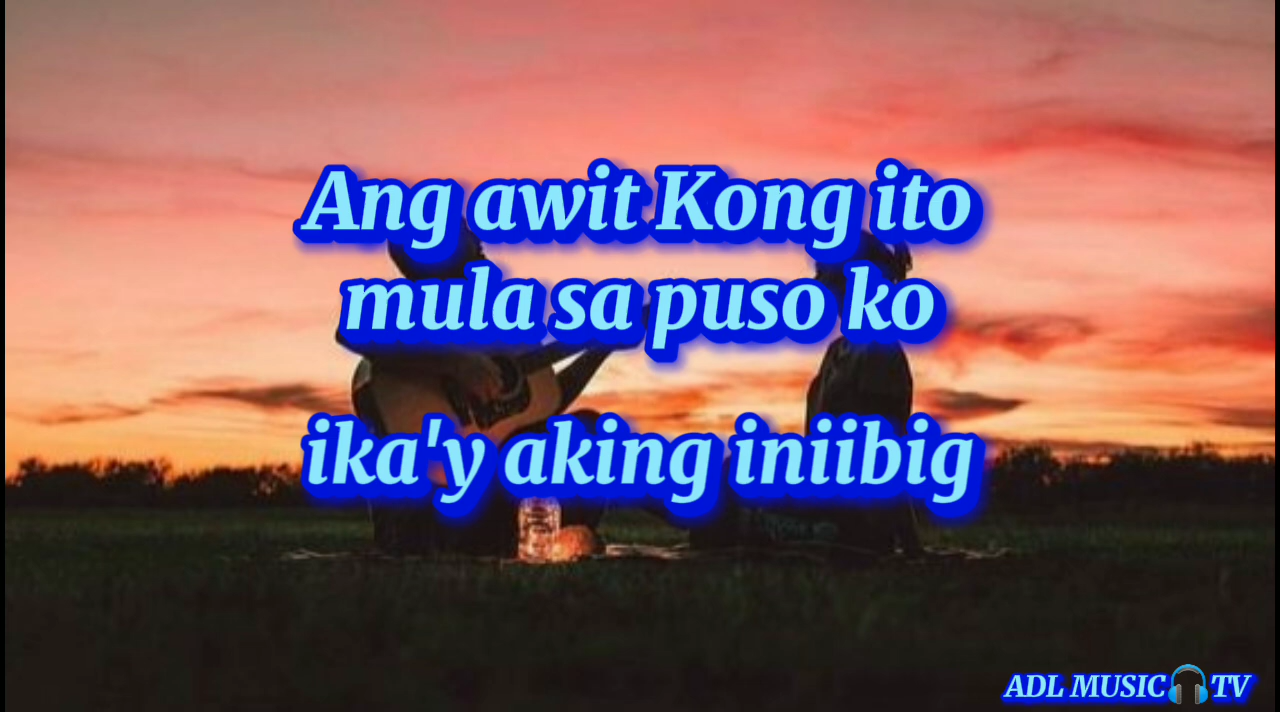 Ang awit Kong ito
mula sa puso ko
ika'y aking iniibig
ADL MUSIC🎧TV